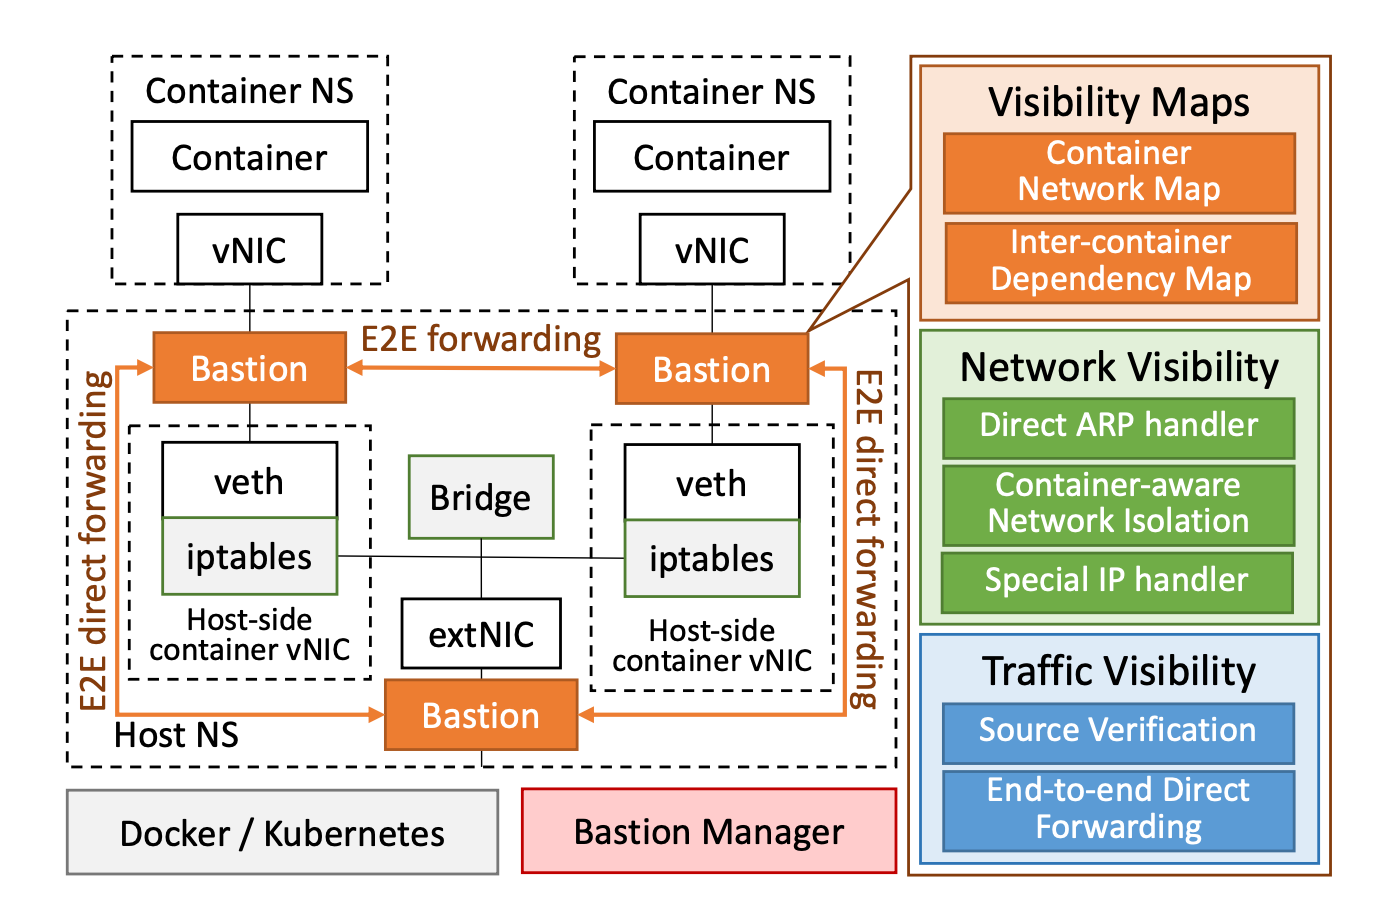 Container NS
Container
vNIC
Container NS
Container
vNIC
Bastion
E2E forwarding
Bastion
E2E direct forwarding
E2E direct forwarding
veth
iptables
Host-side
container vNIC
Bridge
extNIC
veth
iptables
Host-side
container vNIC
Bastion
Host NS
Docker / Kubernetes
Bastion Manager
Visibility Maps
Container
Network Map
Inter-container
Dependency Map
Network Visibility
Direct ARP handler
Container-aware
Network Isolation
Special IP handler
Traffic Visibility
Source Verification
End-to-end Direct
Forwarding